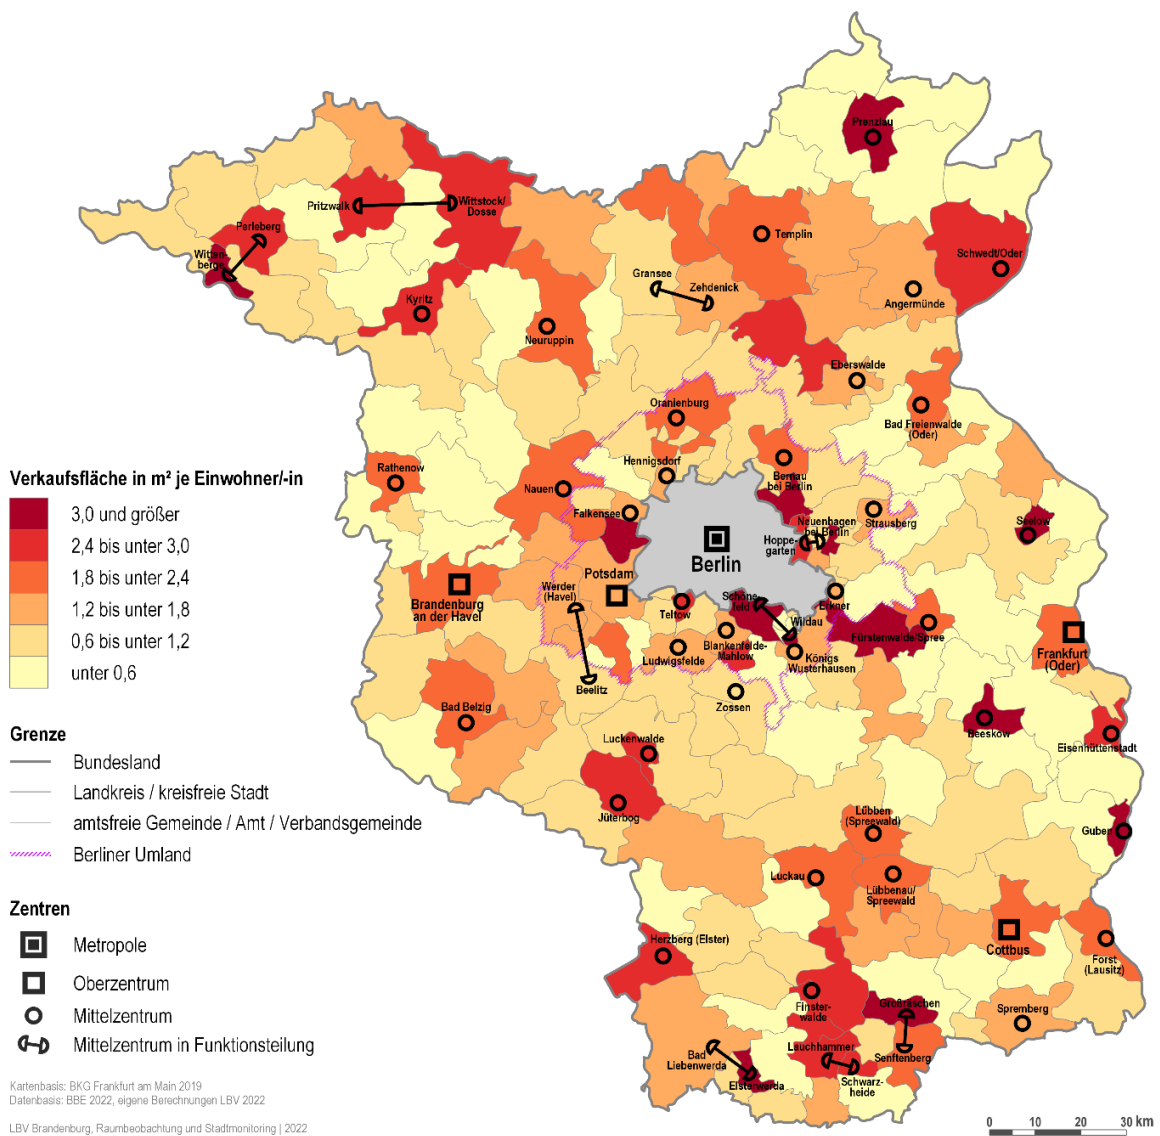 Prenzlau
Pritzwalk
Wittstock/
Dosse
Perleberg
Witten-
berge
Templin
Schwedt/Oder
Gransee
Zehdenick
Angermünde
Kyritz
Neuruppin
Eberswalde
Oranienburg
Bad Freienwalde
(Oder)
Hennigsdorf
Bernau
bei Berlin
Rathenow
Nauen
Falkensee
Strausberg
Neuenhagen
bei Berlin
Seelow
Hoppe-
garten
Berlin
Potsdam
Werder
(Havel)
Brandenburg
an der Havel
Teltow
Schöne-
feld
Erkner
Wildau
Fürstenwalde/Spree
Blankenfelde-
Mahlow
Ludwigsfelde
Königs
Wusterhausen
Frankfurt
(Oder)
Beelitz
Zossen
Bad Belzig
Beeskow
Luckenwalde
Eisenhüttenstadt
Jüterbog
Lübben
(Spreewald)
Guben
Luckau
Lübbenau/
Spreewald
Herzberg (Elster)
Cottbus
Forst
(Lausitz)
Finster-
walde
Großräschen
Spremberg
Lauchhammer
Senftenberg
Bad
Liebenwerda
Elsterwerda
Schwarz-
heide
Verkaufsfläche in m² je Einwohner/-in
3,0 und größer
2,4 bis unter 3,0
1,8 bis unter 2,4
1,2 bis unter 1,8
0,6 bis unter 1,2
unter 0,6
Grenze
Bundesland
Landkreis / kreisfreie Stadt
amtsfreie Gemeinde / Amt / Verbandsgemeinde
Berliner Umland
Zentren
Metropole
Oberzentrum
Mittelzentrum
Mittelzentrum in Funktionsteilung
Kartenbasis: BKG Frankfurt am Main 2019
Datenbasis: BBE 2022, eigene Berechnungen LBV 2022
LBV Brandenburg, Raumbeobachtung und Stadtmonitoring | 2022
0 10 20 30 km